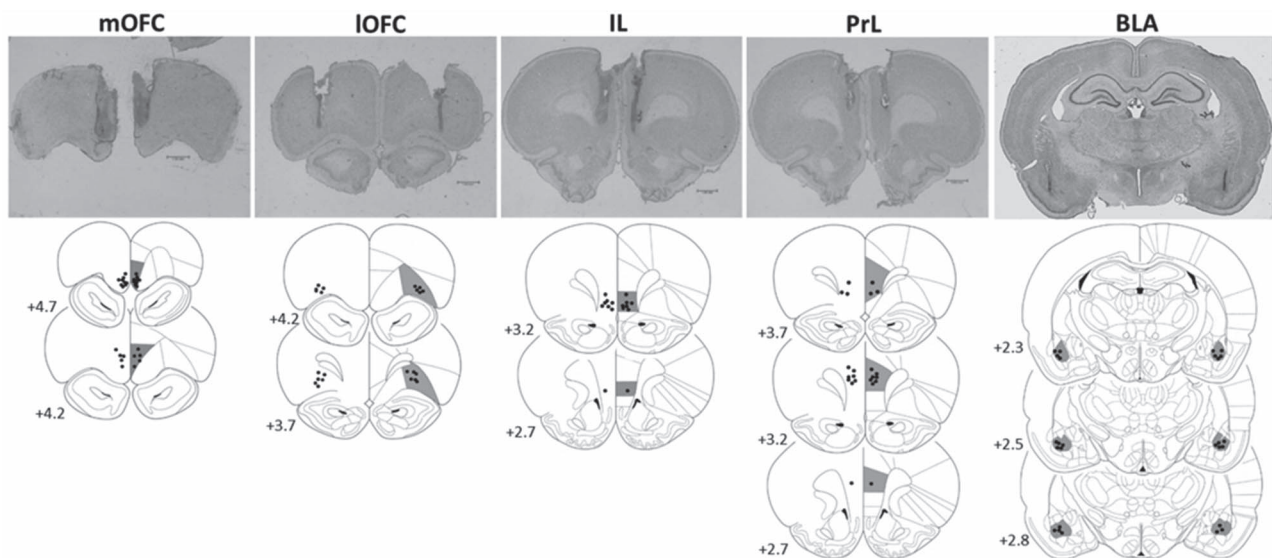 mOFC
lOFC
IL
PrL
BLA
+4.7
+4.2
+4.2
+3.7
+3.2
+2.7
+3.7
+3.2
+2.7
+2.3
+2.5
+2.8